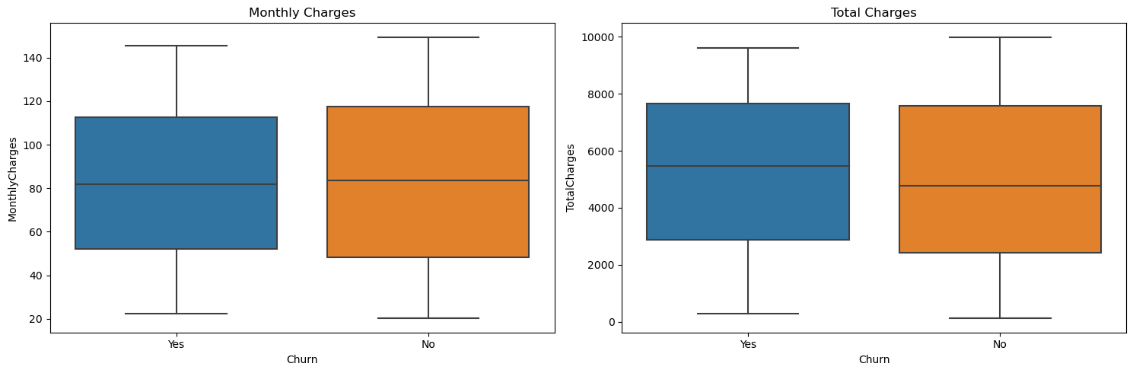 Monthly Charges
MonthlyCharges
140
120
100
80
60
40
20
Yes
No
Churn
Total Charges
TotalCharges
10000
8000
6000
4000
2000
0
Yes
No
Churn